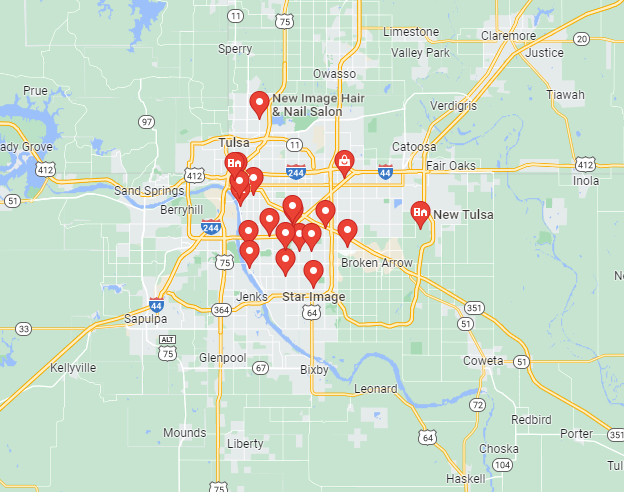 11
75
Limestone
Claremore
20
Sperry
Valley Park
Justice
Owasso
Prue
Tiawah
New Image Hair
& Nail Salon
Verdigris
97
Tulsa
11
Catoosa
ady Grove
412
412
244
44
Fair Oaks
412
Inola
Sand Springs
51
Berryhill
New Tulsa
244
75
Broken Arrow
Jenks
Star Image
44
Sapulpa
364
64
351
51
33
ALT
75
Glenpool
67
Bixby
Coweta
51
Kellyville
Leonard
72
Redbird
Mounds
Liberty
64
Porter
351
Choska
104
Tul
75
Haskell
No